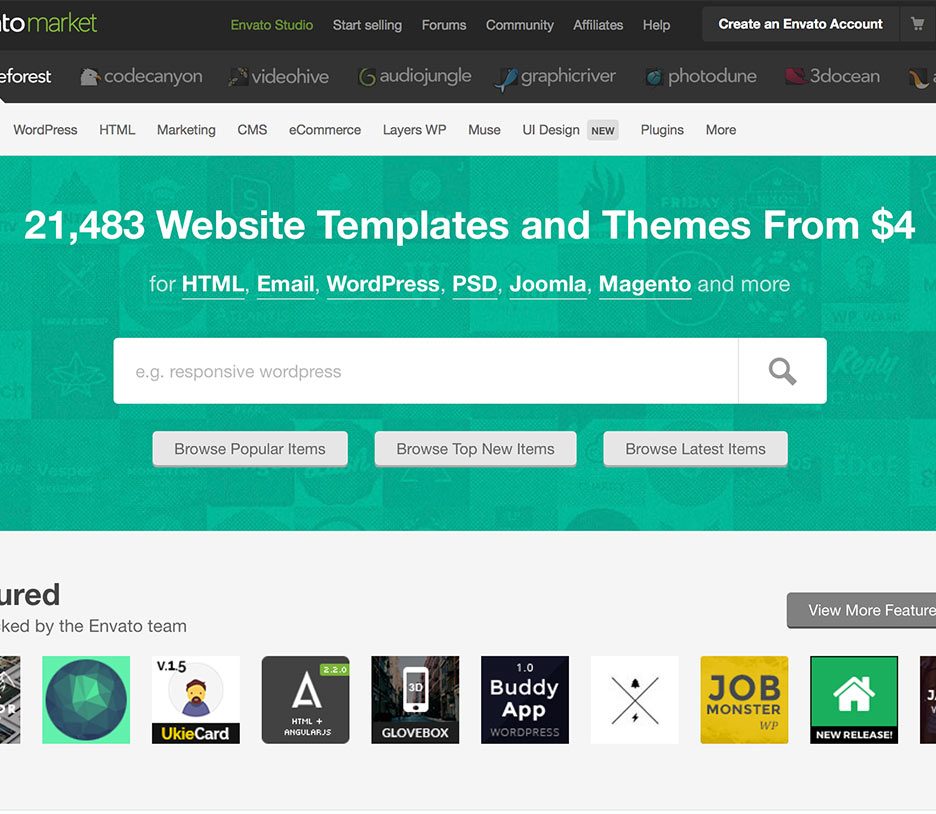 to market Envato Studio Start selling Forums Community Affiliates Help Create an Envato Account
eforest codecanyon videohive audiojungle graphicriver photodune 3docean a
WordPress HTML Marketing CMS eCommerce Layers WP Muse UI Design NEW Plugins More
21,483 Website Templates and Themes From $4
for HTML, Email, WordPress, PSD, Joomla, Magento and more
e.g. responsive wordpress
Browse Popular Items Browse Top New Items Browse Latest Items
ured
ked by the Envato team
View More Feature
OR
V.1.5
UkieCard
2.2.0
A
HTML +
ANGULARJS
3D
GLOVEBOX
1.0
Buddy
App
WORDPRESS
JOB
MONSTER
WP
NEW RELEASE!
JA
W